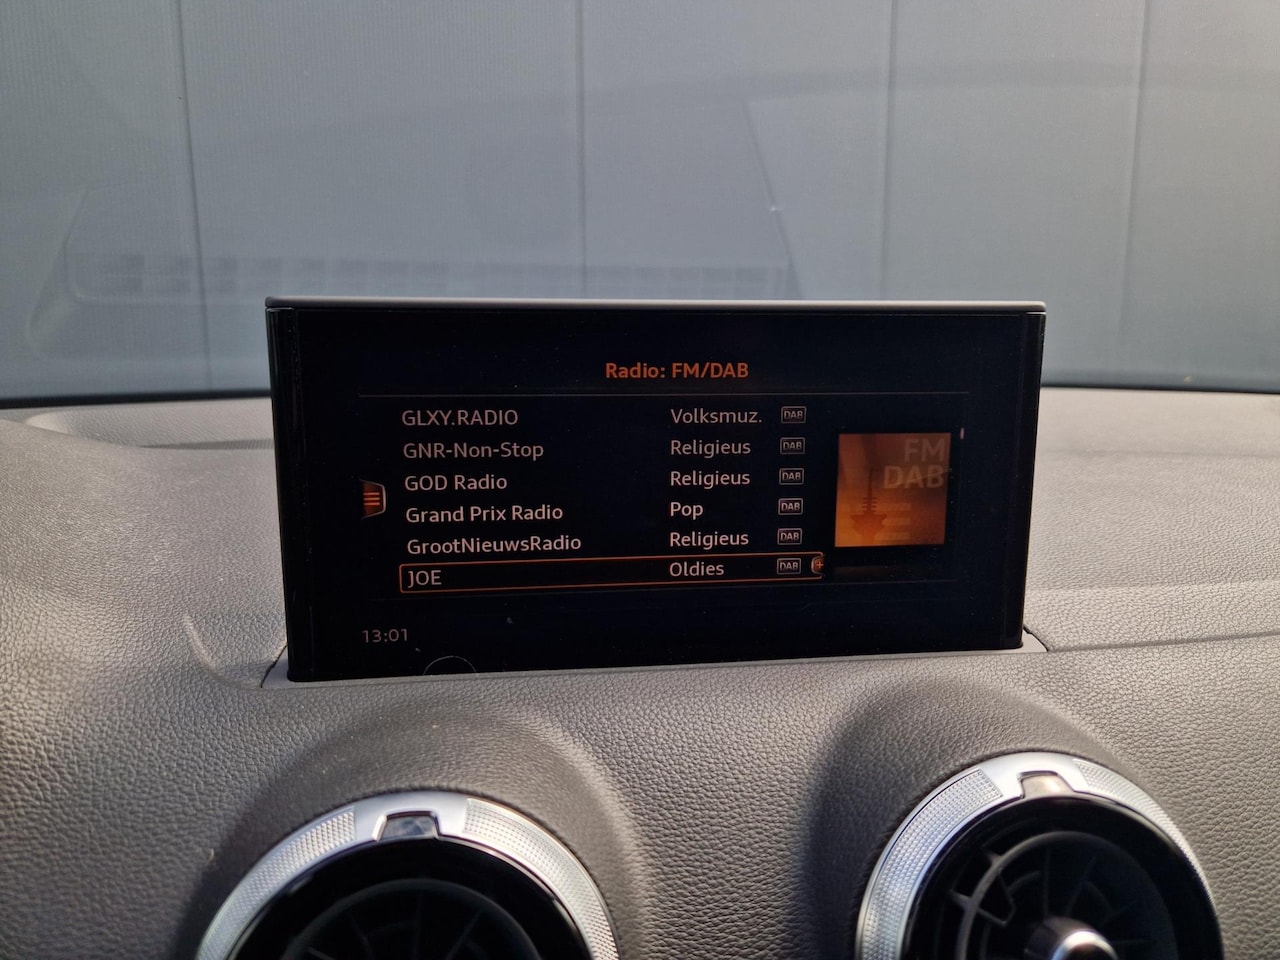 Radio: FM/DAB
GLXY.RADIO Volksmuz. DAB
GNR-Non-Stop Religieus DAB
GOD Radio Religieus DAB
Grand Prix Radio Pop DAB
GrootNieuwsRadio Religieus DAB
JOE Oldies DAB
FM
DAB
13:01